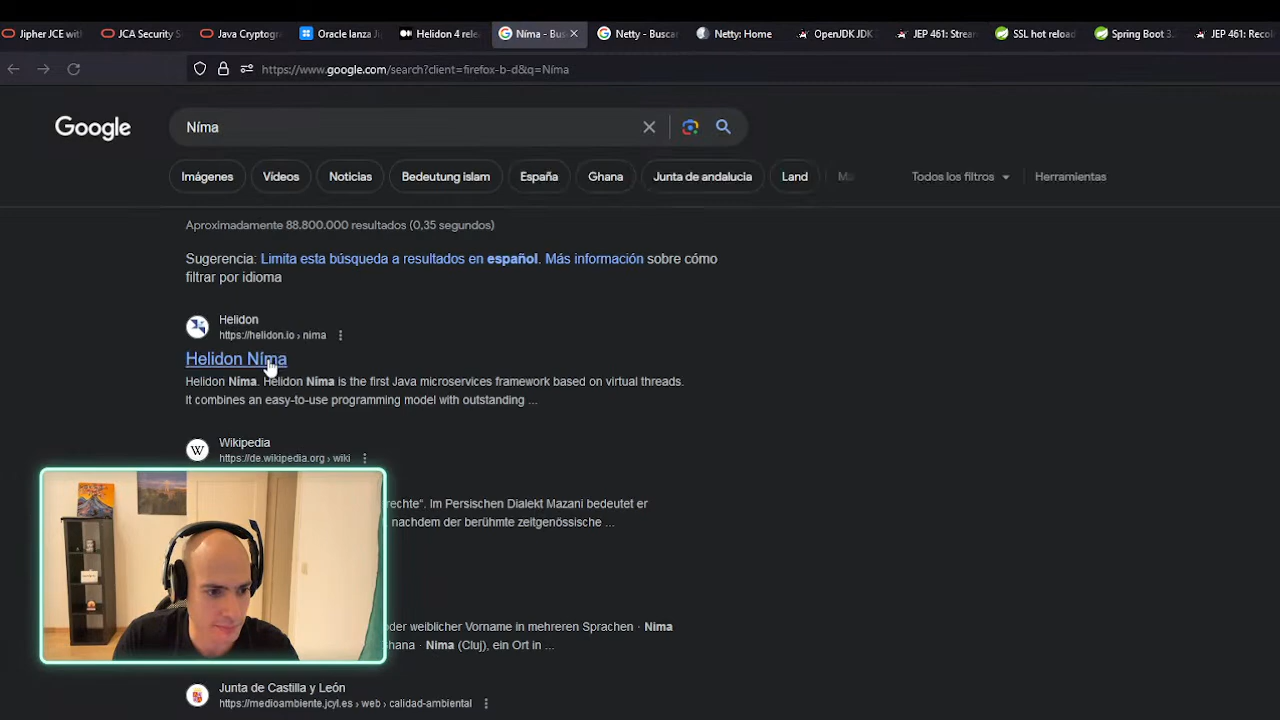 Jipher JCE with
JCA Security S
Java Cryptogr
Oracle lanza Ji
Helidon 4 rele
Níma - Bus
Netty - Buscar
Netty: Home
OpenJDK JDK
JEP 461: Strea
SSL hot reload
Spring Boot 3.
JEP 461: Recol
https://www.google.com/search?client=firefox-b-d&q=Níma
Google
Níma
Imágenes
Vídeos
Noticias
Bedeutung islam
España
Ghana
Junta de andalucia
Land
Todos los filtros
Herramientas
Aproximadamente 88.800.000 resultados (0,35 segundos)
Sugerencia: Limita esta búsqueda a resultados en español. Más información sobre cómo
filtrar por idioma
Helidon
https://helidon.io › nima
Helidon Níma
Helidon Níma. Helidon Níma is the first Java microservices framework based on virtual threads.
It combines an easy-to-use programming model with outstanding ...
Wikipedia
https://de.wikipedia.org › wiki
rechte". Im Persischen Dialekt Mazani bedeutet er
nachdem der berühmte zeitgenössische ...
der weiblicher Vorname in mehreren Sprachen · Nima
Ghana · Nima (Cluj), ein Ort in ...
Junta de Castilla y León
https://medioambiente.jcyl.es › web › calidad-ambiental